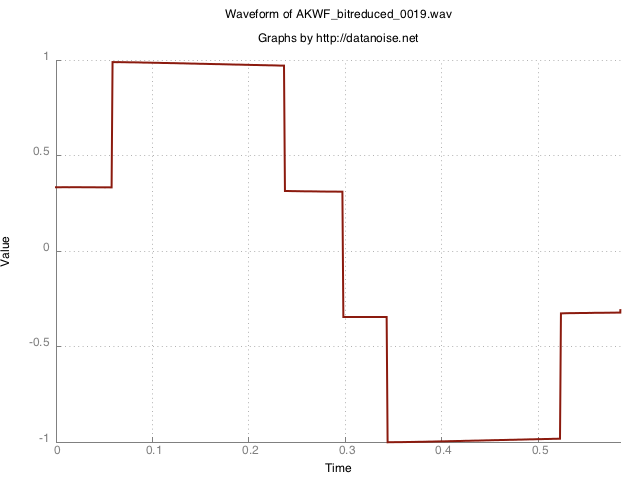 Waveform of AKWF_bitreduced_0019.wav
Graphs by http://datanoise.net
1
0.5
0
-0.5
-1
Value
0 0.1 0.2 0.3 0.4 0.5
Time